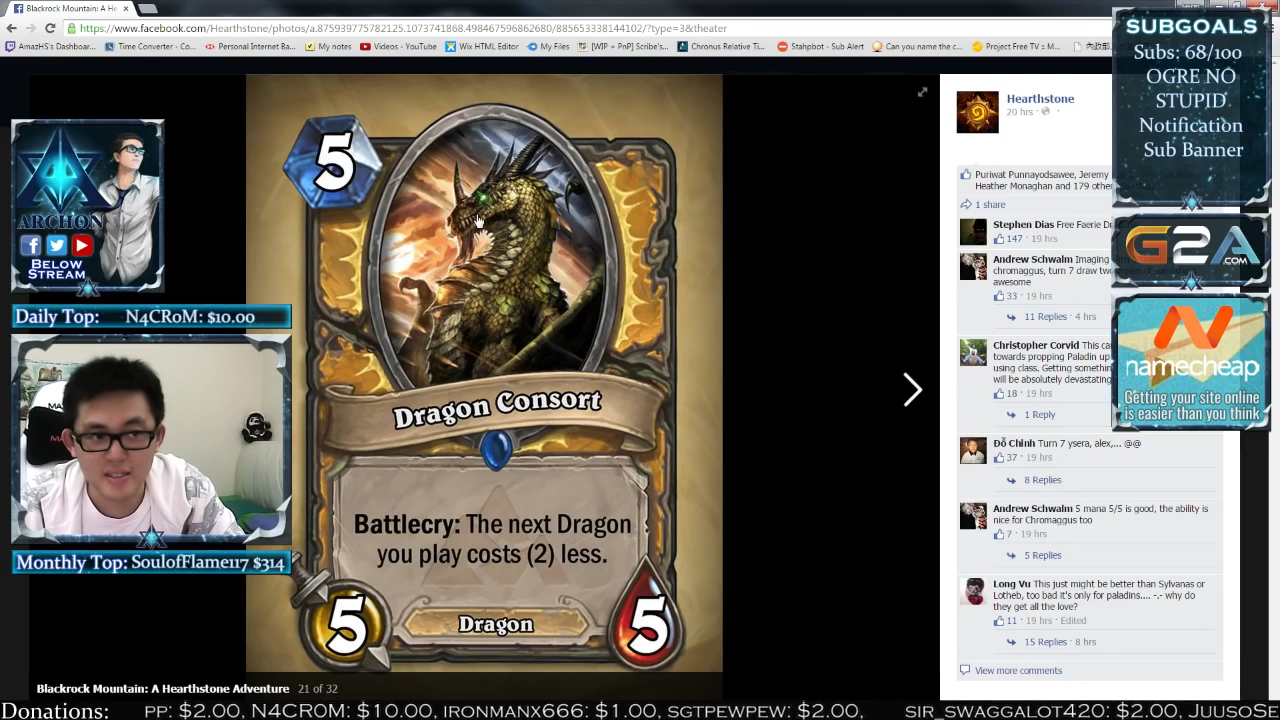 Blackrock Mountain: A He
https://www.facebook.com/Hearthstone/photos/a.875939775782125.1073741868.498467596862680/885653338144102/?type=3&theater
AmazHS's Dashboard...
Time Converter - Co...
Personal Internet Ba...
My notes
Videos - YouTube
Wix HTML Editor
My Files
[WIP + PnP] Scribe's...
Chronus Relative Ti...
Stahpbot - Sub Alert
Can you name the c...
Project Free TV :: M...
ARCHON
BELOW
STREAM
Daily Top: N4CR0M: $10.00
Monthly Top: SoulofFlame117 $314
5
Dragon Consort
Battlecry: The next Dragon
you play costs (2) less.
5
Dragon
5
Blackrock Mountain: A Hearthstone Adventure 21 of 32
Hearthstone
20 hrs ·
Puriwat Punnayodsawee, Jeremy
Heather Monaghan and 179 other
1 share
Stephen Dias Free Faerie
147 · 19 hrs
Andrew Schwalm
chromaggus, turn 7 draw
awesome
33 · 19 hrs
11 Replies · 4 hrs
Christopher Corvid This
towards propping Paladin up
using class. Getting
will be absolutely devastating
18 · 19 hrs
1 Reply
Đỗ Chinh Turn 7 ysera, alex,... @@
37 · 19 hrs
8 Replies
Andrew Schwalm 5 mana 5/5 is good, the ability is
nice for Chromaggus too
7 · 19 hrs
5 Replies
Long Vu This just might be better than Sylvanas or
Lotheb, too bad it's only for paladins.... -.- why do
they get all the love?
11 · 19 hrs · Edited
15 Replies · 8 hrs
View more comments
SUBGOALS
Subs: 68/100
OGRE NO
STUPID
Notification
Sub Banner
G2A
.COM
namecheap
Getting your site online
is easier than you think
Donations: PP: $2.00, N4CR0M: $10.00, IRONMANX666: $1.00, SGTPEWPEW: $2.00, SIR_SWAGGALOT420: $2.00, JUUSOSE